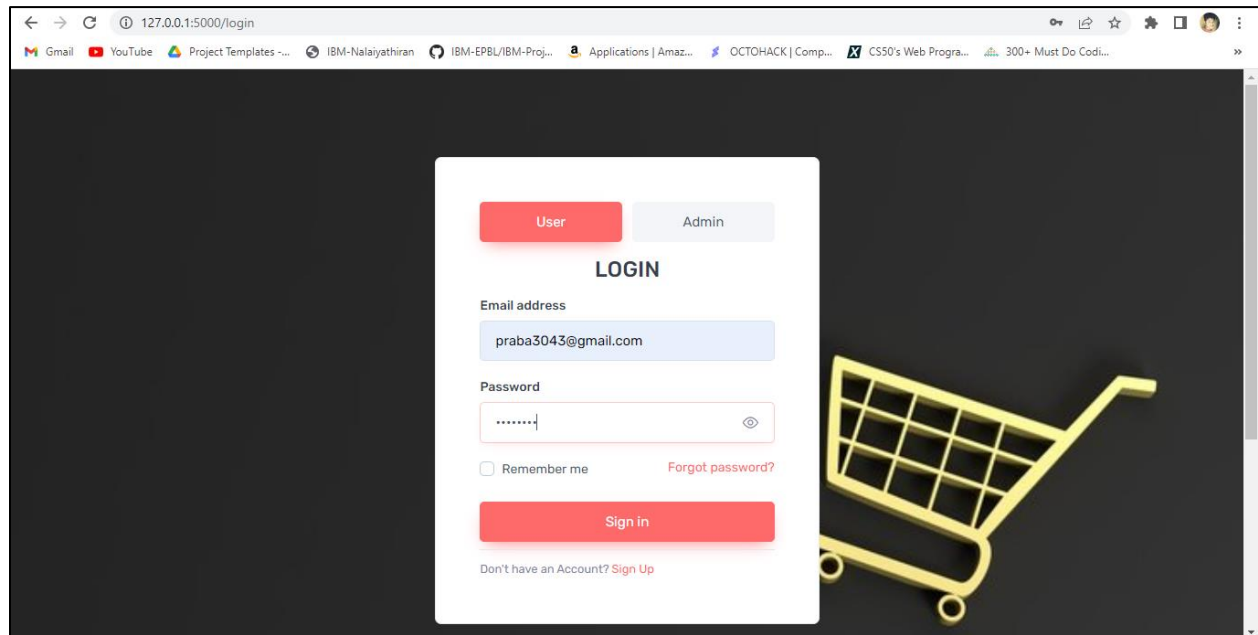 127.0.0.1:5000/login
Gmail YouTube Project Templates -... IBM-Nalaiyathiran IBM-EPBL/IBM-Proj... Applications | Amaz... OCTOHACK | Comp... CS50's Web Progra... 300+ Must Do Codi... »
User Admin
LOGIN
Email address
praba3043@gmail.com
Password
••••••••
Remember me Forgot password?
Sign in
Don't have an Account? Sign Up